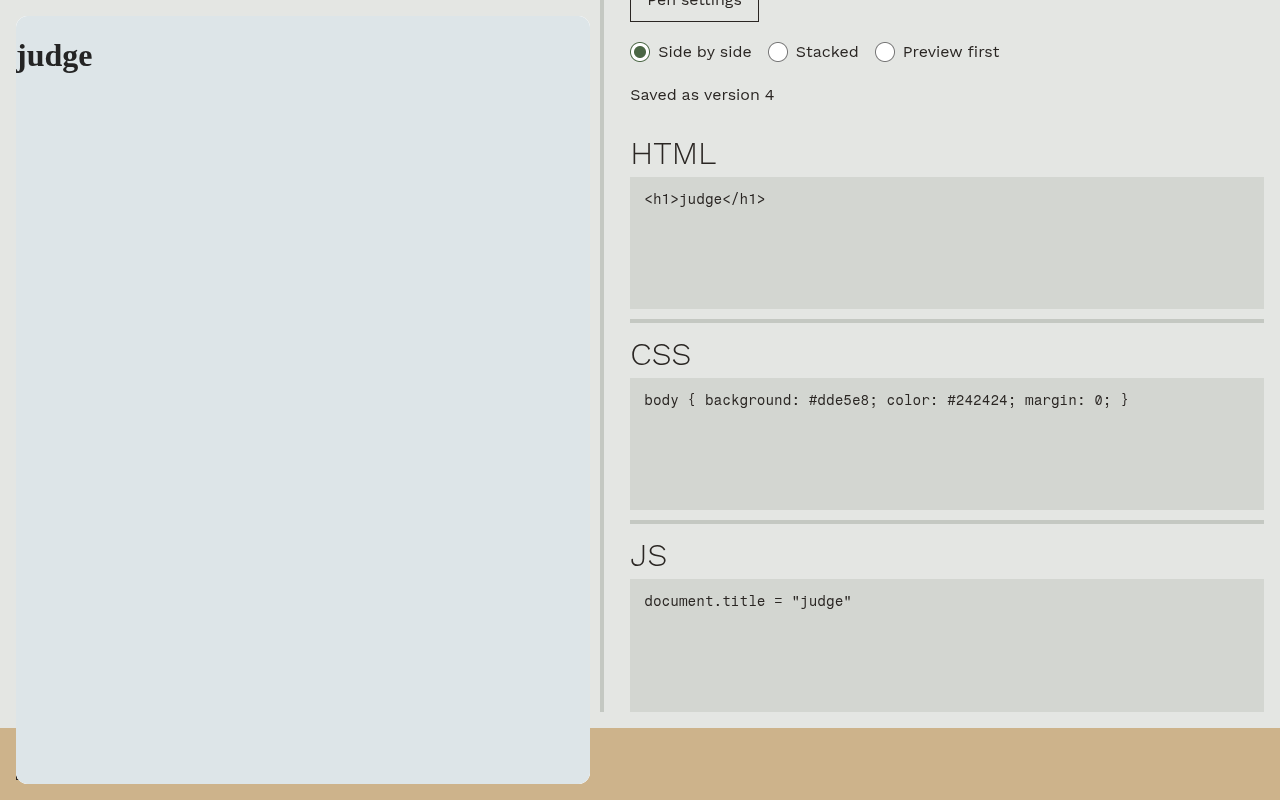 judge
Pen settings
Side by side
Stacked
Preview first
Saved as version 4
HTML
<h1>judge</h1>
CSS
body { background: #dde5e8; color: #242424; margin: 0; }
JS
document.title = "judge"